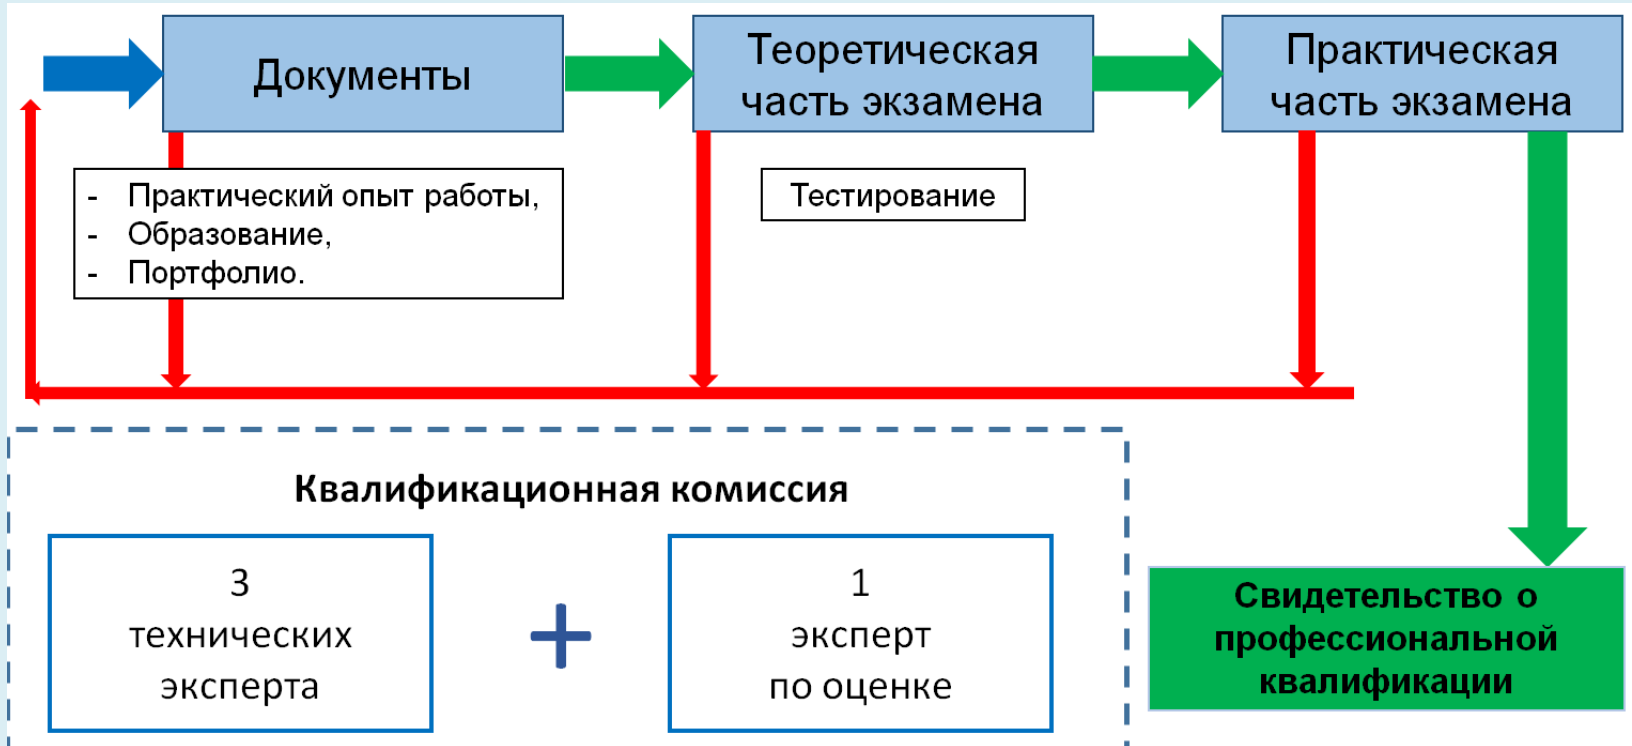 Документы
Теоретическая
часть экзамена
Практическая
часть экзамена
- Практический опыт работы,
- Образование,
- Портфолио.
Тестирование
Квалификационная комиссия
3
технических
эксперта
+
1
эксперт
по оценке
Свидетельство о
профессиональной
квалификации